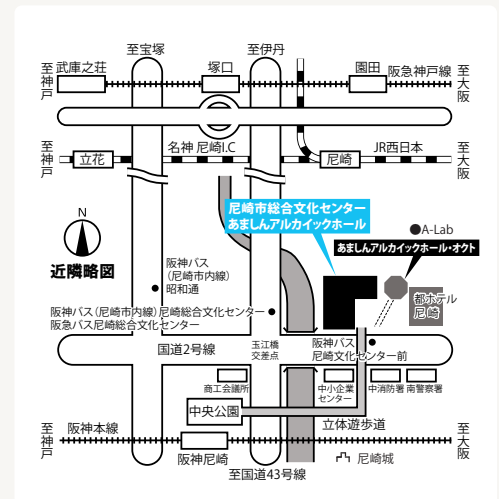 至宝塚
至伊丹
至神戸
武庫之荘
塚口
園田
阪急神戸線
至大阪
至神戸
立花
名神 尼崎I.C
尼崎
JR西日本
至大阪
尼崎市総合文化センター
あましんアルカイックホール
N
近隣略図
A-Lab
あましんアルカイックホール・オクト
阪神バス
(尼崎市内線)
昭和通
都ホテル
尼崎
阪神バス(尼崎市内線)尼崎総合文化センター
阪急バス尼崎総合文化センター
国道2号線
玉江橋
交差点
阪神バス
尼崎文化センター前
商工会議所
中小企業
センター
中消防署
南警察署
中央公園
立体遊歩道
至神戸
阪神本線
阪神尼崎
尼崎城
至大阪
至国道43号線